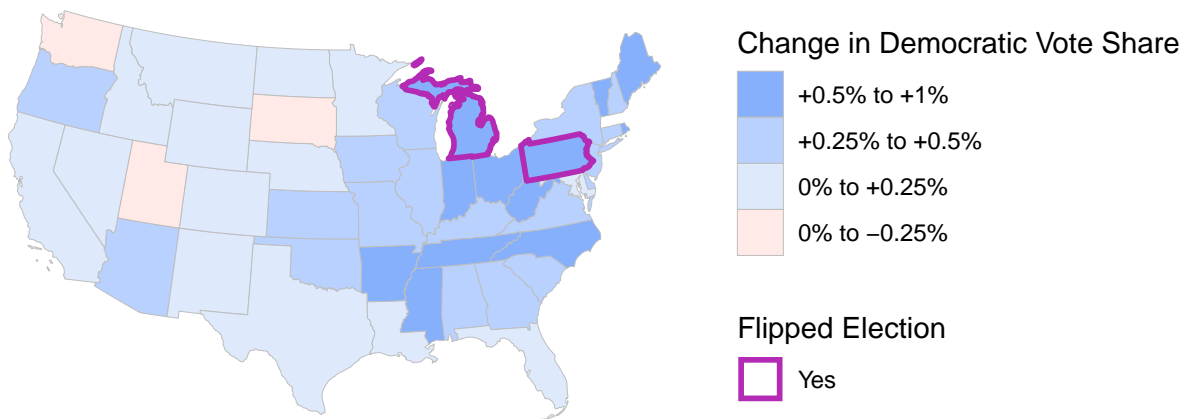 Change in Democratic Vote Share
+0.5% to +1%
+0.25% to +0.5%
0% to +0.25%
0% to −0.25%
Flipped Election
Yes